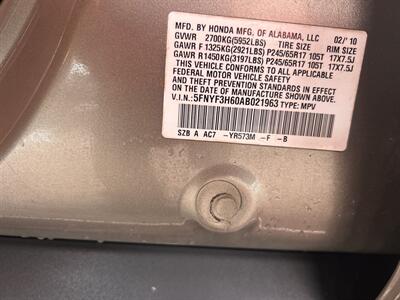 MFD. BY HONDA MFG. OF ALABAMA, LLC 02/'10
GVWR 2700KG(5952LBS) TIRE SIZE RIM SIZE
GAWR F 1325KG(2921LBS) P245/65R17 105T 17X7.5J
GAWR R1450KG(3197LBS) P245/65R17 105T 17X7.5J
THIS VEHICLE CONFORMS TO ALL APPLICABLE
FEDERAL MOTOR VEHICLE SAFETY, BUMPER,
AND THEFT PREVENTION STANDARDS IN EFFECT
ON THE DATE OF MANUFACTURE SHOWN ABOVE.
V.I.N.: 5FNYF3H60AB021963 TYPE: MPV
SZB A AC7 -YR573M -F -B